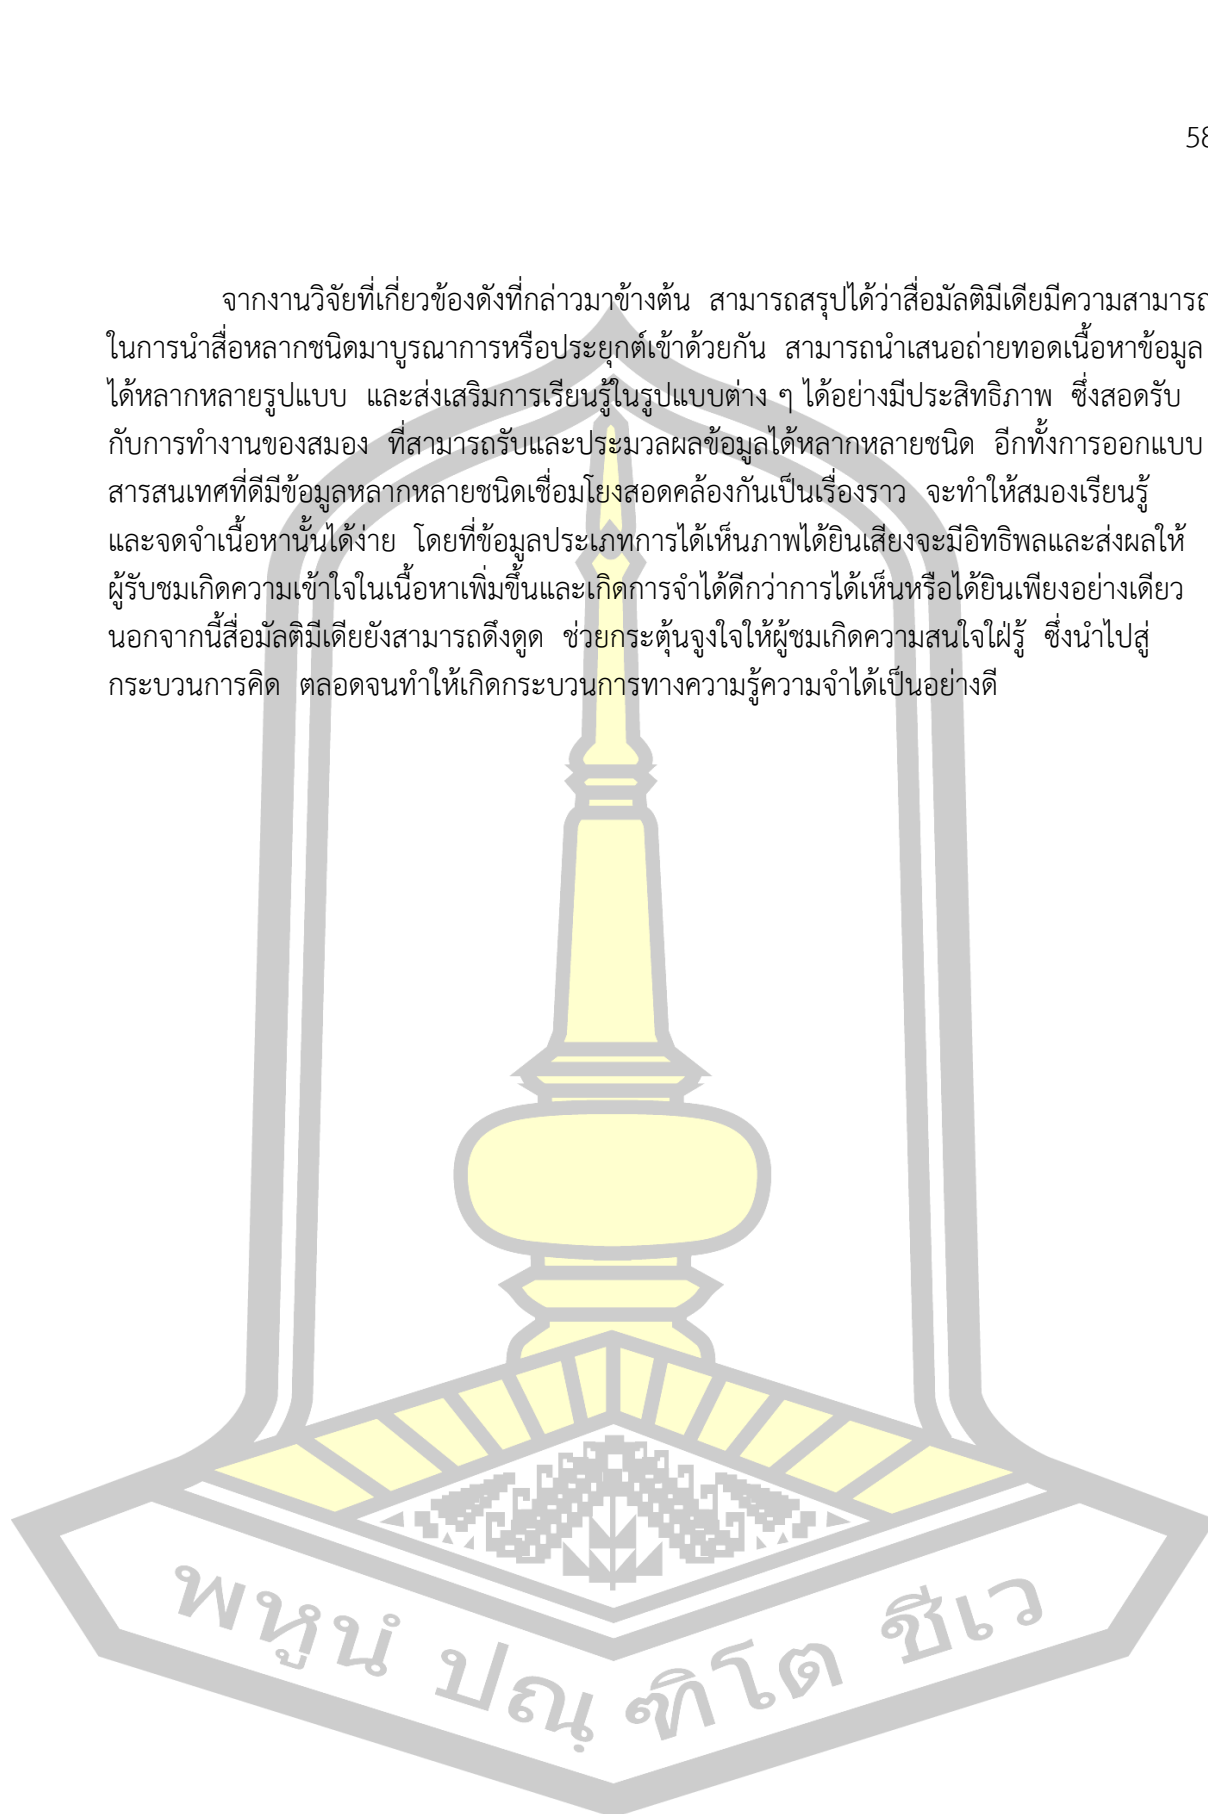 58
จากงานวิจัยที่เกี่ยวข้องดังที่กล่าวมาข้างต้น สามารถสรุปได้ว่าสื่อมัลติมีเดียมีความสามารถ
ในการนำสื่อหลากชนิดมาบูรณาการหรือประยุกต์เข้าด้วยกัน สามารถนำเสนอถ่ายทอดเนื้อหาข้อมูล
ได้หลากหลายรูปแบบ และส่งเสริมการเรียนรู้ในรูปแบบต่าง ๆ ได้อย่างมีประสิทธิภาพ ซึ่งสอดรับ
กับการทำงานของสมอง ที่สามารถรับและประมวลผลข้อมูลได้หลากหลายชนิด อีกทั้งการออกแบบ
สารสนเทศที่ดีมีข้อมูลหลากหลายชนิดเชื่อมโยงสอดคล้องกันเป็นเรื่องราว จะทำให้สมองเรียนรู้
และจดจำเนื้อหานั้นได้ง่าย โดยที่ข้อมูลประเภทการได้เห็นภาพได้ยินเสียงจะมีอิทธิพลและส่งผลให้
ผู้รับชมเกิดความเข้าใจในเนื้อหาเพิ่มขึ้นและเกิดการจำได้ดีกว่าการได้เห็นหรือได้ยินเพียงอย่างเดียว
นอกจากนี้สื่อมัลติมีเดียยังสามารถดึงดูด ช่วยกระตุ้นจูงใจให้ผู้ชมเกิดความสนใจใฝ่รู้ ซึ่งนำไปสู่
กระบวนการคิด ตลอดจนทำให้เกิดกระบวนการทางความรู้ความจำได้เป็นอย่างดี
พหูนํ ปณฺ ฑิโต ชีเว